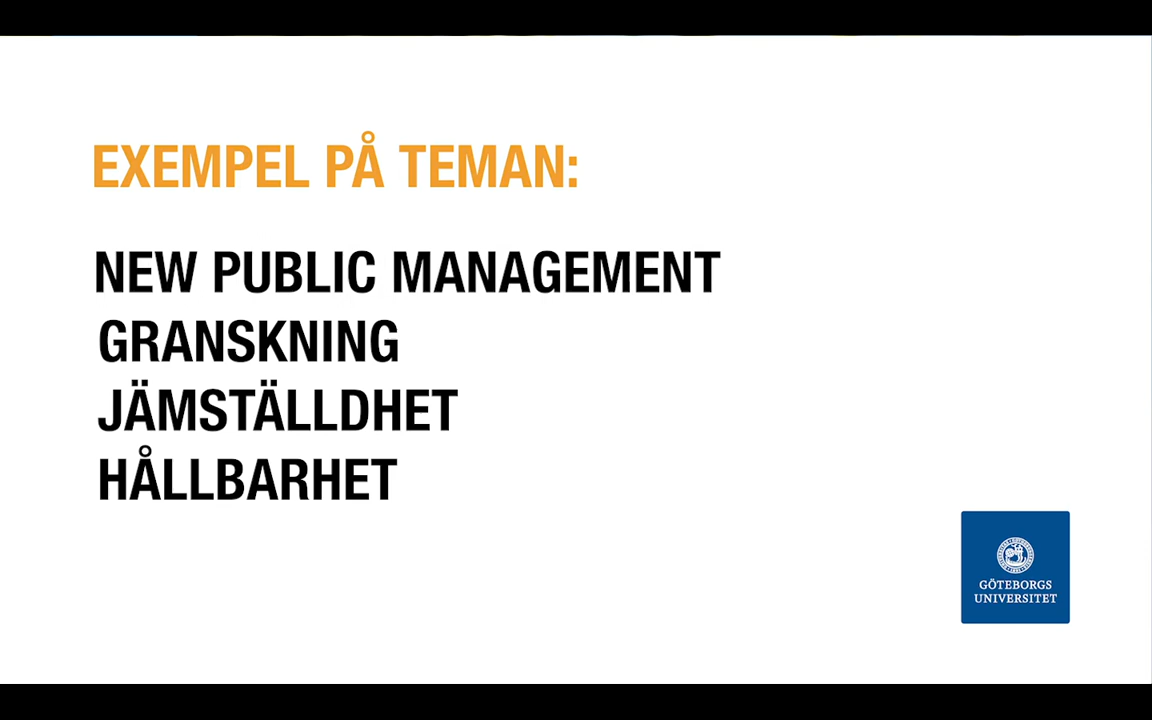 EXEMPEL PÅ TEMAN:
NEW PUBLIC MANAGEMENT
GRANSKNING
JÄMSTÄLLDHET
HÅLLBARHET
GÖTEBORGS
UNIVERSITET